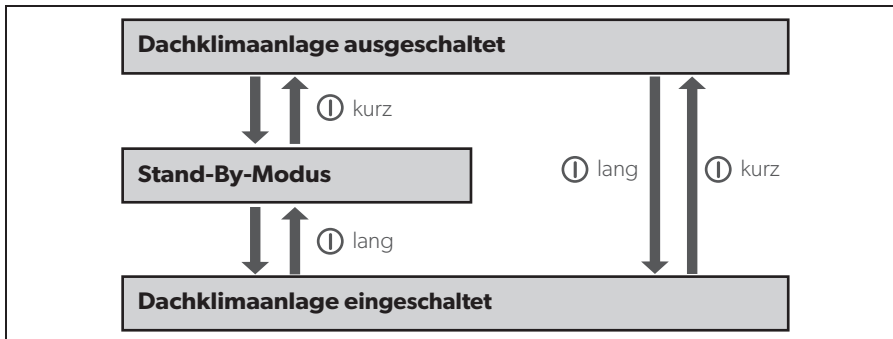 Dachklimaanlage ausgeschaltet
kurz
Stand-By-Modus
lang
kurz
lang
Dachklimaanlage eingeschaltet